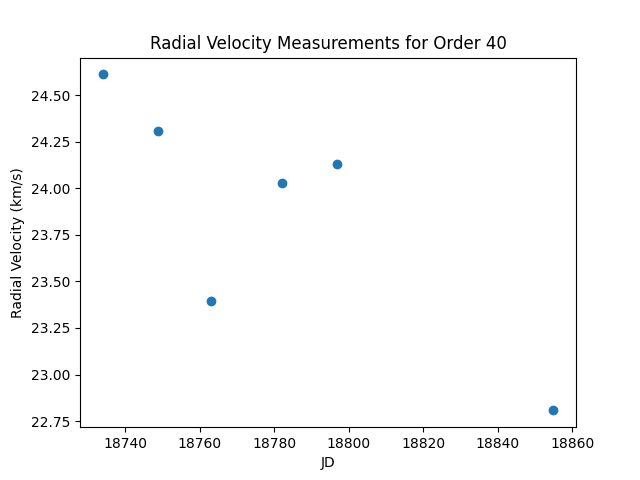 Radial Velocity Measurements for Order 40
Radial Velocity (km/s)
24.50
24.25
24.00
23.75
23.50
23.25
23.00
22.75
18740 18760 18780 18800 18820 18840 18860
JD